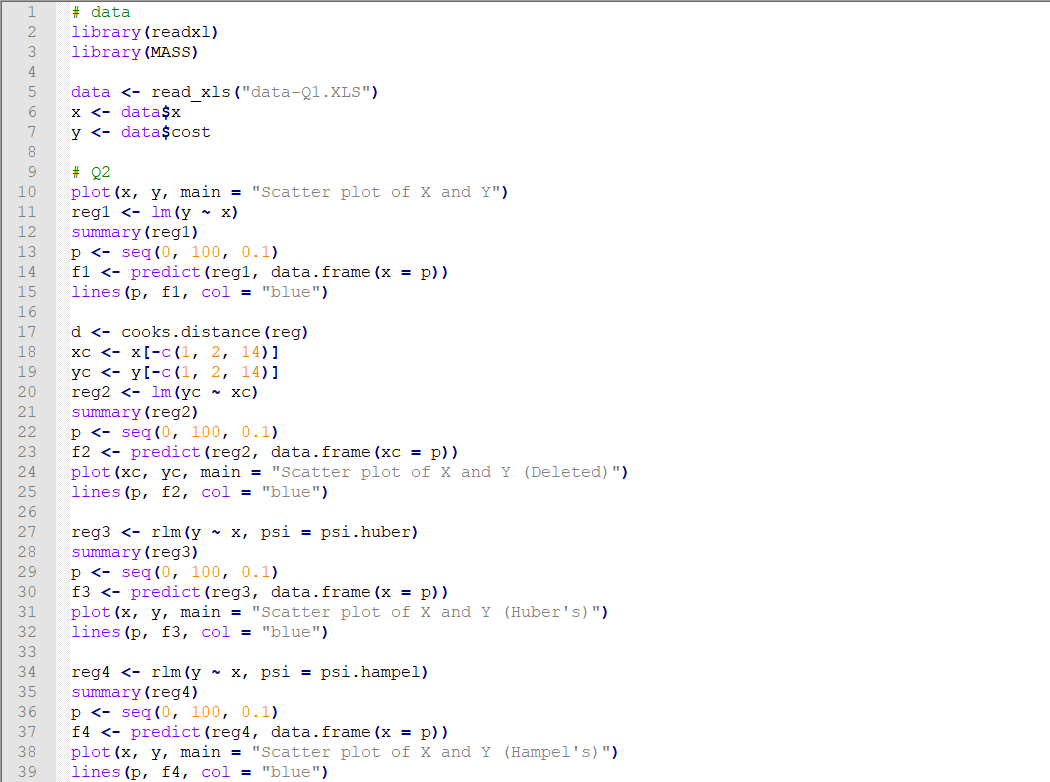 1 # data
2 library(readxl)
3 library(MASS)
4
5 data <- read_xls("data-Q1.XLS")
6 x <- data$x
7 y <- data$cost
8
9 # Q2
10 plot(x, y, main = "Scatter plot of X and Y")
11 reg1 <- lm(y ~ x)
12 summary(reg1)
13 p <- seq(0, 100, 0.1)
14 f1 <- predict(reg1, data.frame(x = p))
15 lines(p, f1, col = "blue")
16
17 d <- cooks.distance(reg)
18 xc <- x[-c(1, 2, 14)]
19 yc <- y[-c(1, 2, 14)]
20 reg2 <- lm(yc ~ xc)
21 summary(reg2)
22 p <- seq(0, 100, 0.1)
23 f2 <- predict(reg2, data.frame(xc = p))
24 plot(xc, yc, main = "Scatter plot of X and Y (Deleted)")
25 lines(p, f2, col = "blue")
26
27 reg3 <- rlm(y ~ x, psi = psi.huber)
28 summary(reg3)
29 p <- seq(0, 100, 0.1)
30 f3 <- predict(reg3, data.frame(x = p))
31 plot(x, y, main = "Scatter plot of X and Y (Huber's)")
32 lines(p, f3, col = "blue")
33
34 reg4 <- rlm(y ~ x, psi = psi.hampel)
35 summary(reg4)
36 p <- seq(0, 100, 0.1)
37 f4 <- predict(reg4, data.frame(x = p))
38 plot(x, y, main = "Scatter plot of X and Y (Hampel's)")
39 lines(p, f4, col = "blue")